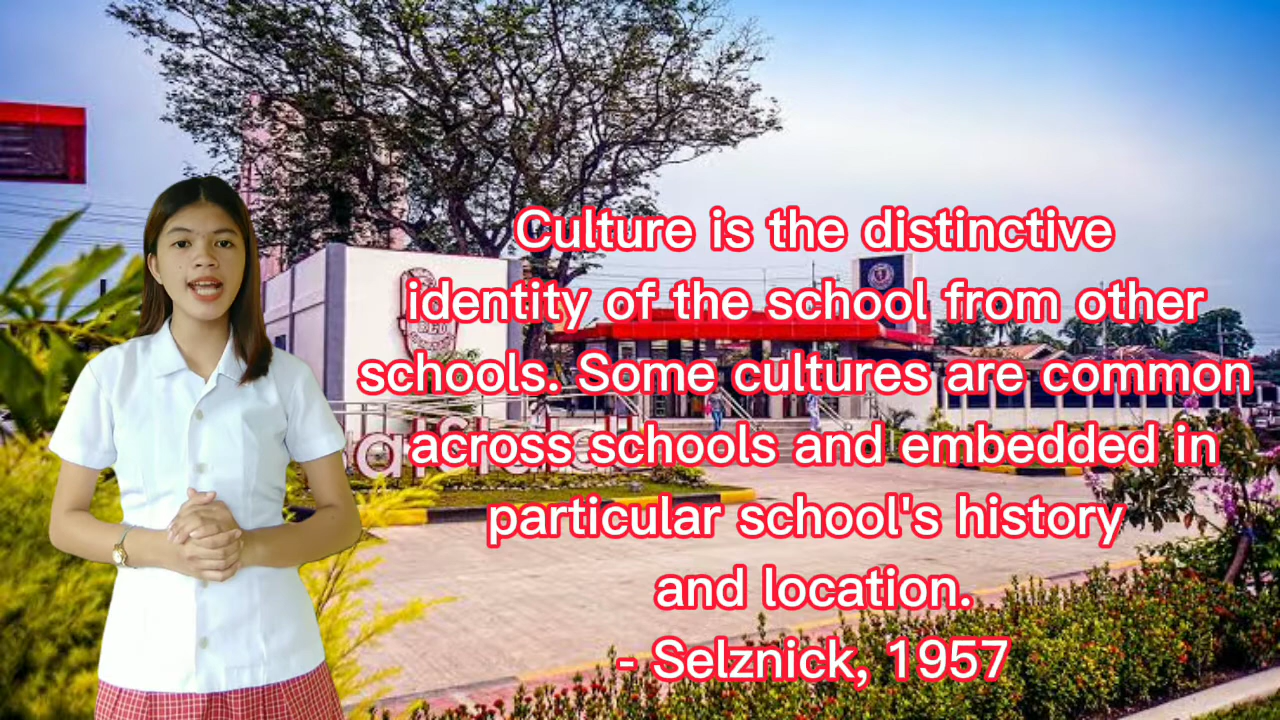 Culture is the distinctive
identity of the school from other
schools. Some cultures are common
across schools and embedded in
particular school's history
and location.
- Selznick, 1957